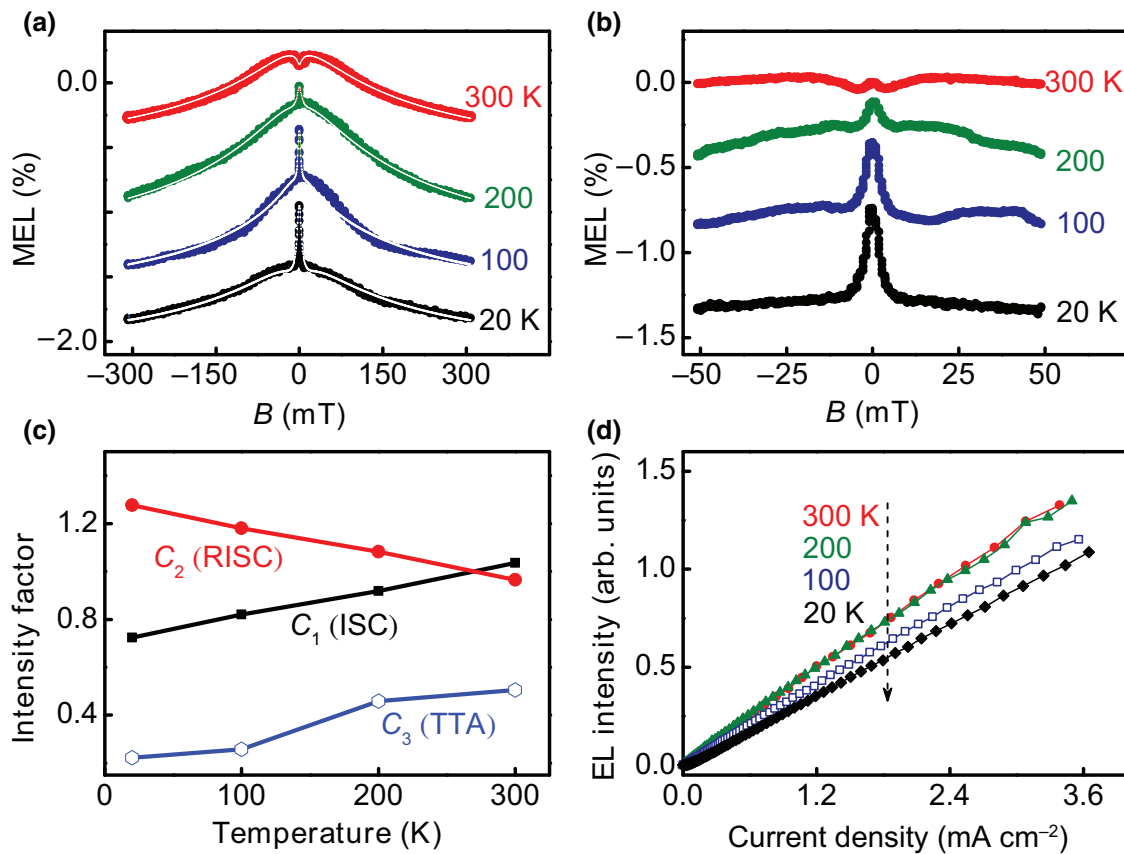 (a)
0.0
−2.0
MEL (%)
300 K
200
100
20 K
−300
−150
0
150
300
B (mT)
(b)
0.0
−0.5
−1.0
−1.5
MEL (%)
300 K
200
100
20 K
−50
−25
0
25
50
B (mT)
(c)
1.2
0.8
0.4
Intensity factor
C2 (RISC)
C1 (ISC)
C3 (TTA)
0
100
200
300
Temperature (K)
(d)
1.5
1.0
0.5
0.0
EL intensity (arb. units)
300 K
200
100
20 K
0.0
1.2
2.4
3.6
Current density (mA cm−2)